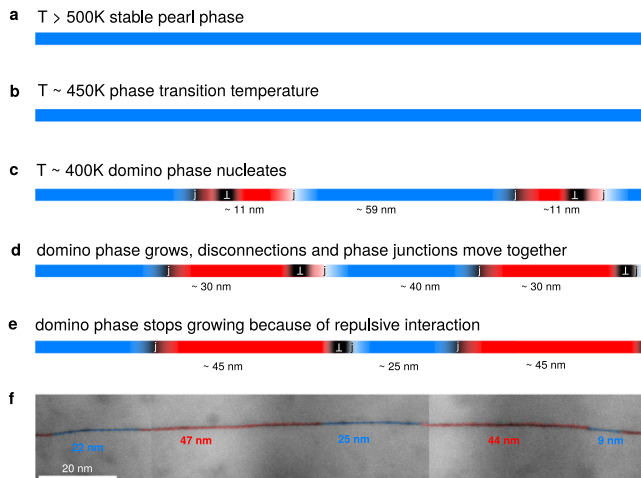 a T > 500K stable pearl phase
b T ~ 450K phase transition temperature
c T ~ 400K domino phase nucleates
j ⊥ j j ⊥ j
~ 11 nm ~ 59 nm ~11 nm
d domino phase grows, disconnections and phase junctions move together
j ⊥ j j ⊥ j
~ 30 nm ~ 40 nm ~ 30 nm
e domino phase stops growing because of repulsive interaction
j ⊥ j j
~ 45 nm ~ 25 nm ~ 45 nm
f
22 nm 47 nm 25 nm 44 nm 9 nm
20 nm